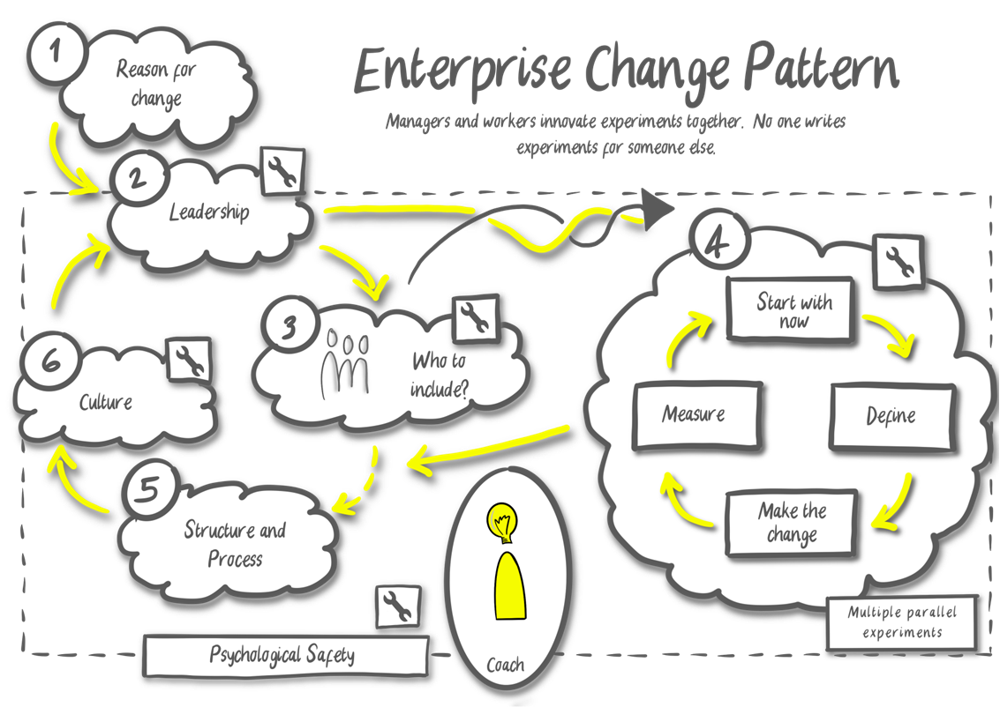 Enterprise Change Pattern
Managers and workers innovate experiments together. No one writes
experiments for someone else.
1
Reason for
change
2
Leadership
3
Who to
include?
4
Start with
now
Define
Make the
change
Measure
Multiple parallel
experiments
5
Structure and
Process
6
Culture
Psychological Safety
Coach